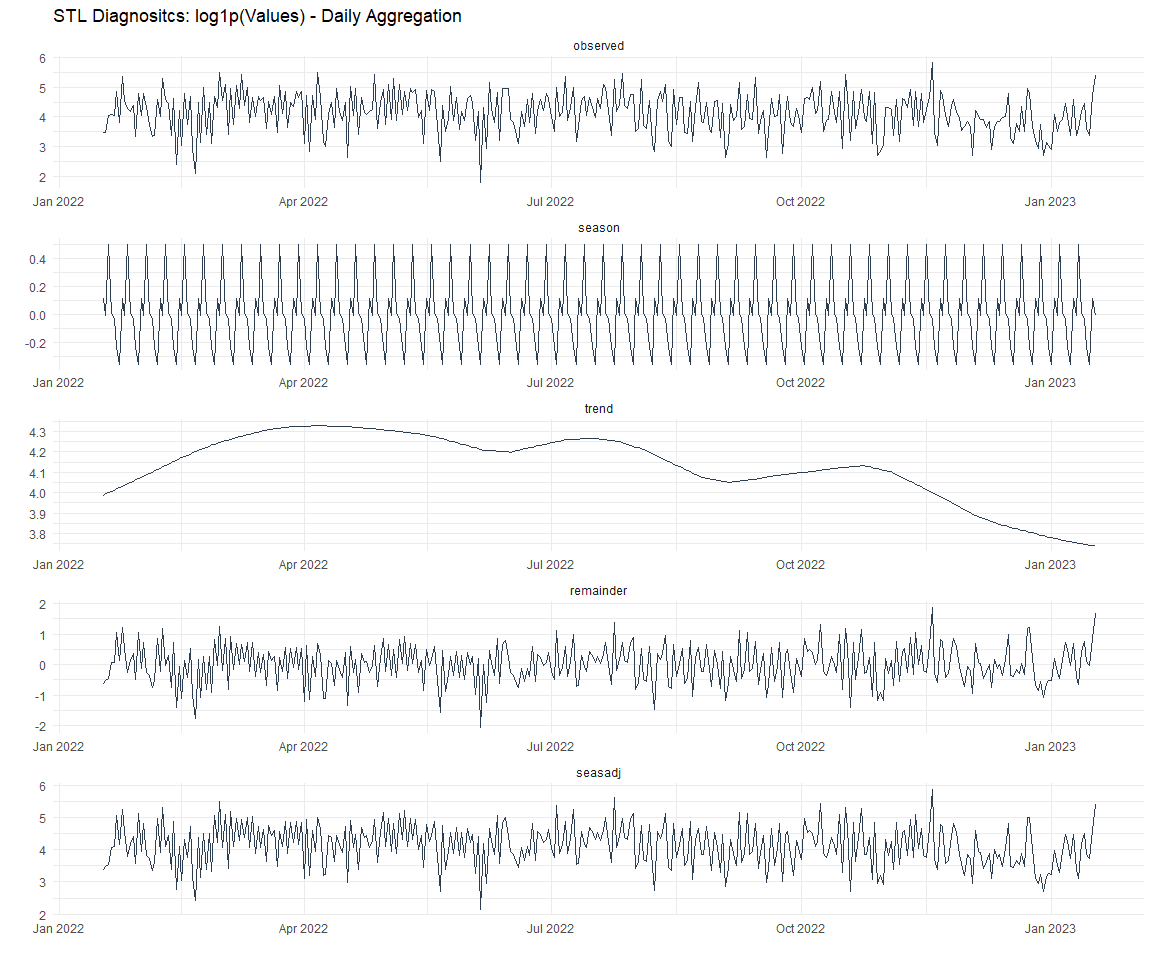 STL Diagnositcs: log1p(Values) - Daily Aggregation
observed
6
5
4
3
2
Jan 2022 Apr 2022 Jul 2022 Oct 2022 Jan 2023
season
0.4
0.2
0.0
-0.2
Jan 2022 Apr 2022 Jul 2022 Oct 2022 Jan 2023
trend
4.3
4.2
4.1
4.0
3.9
3.8
Jan 2022 Apr 2022 Jul 2022 Oct 2022 Jan 2023
remainder
2
1
0
-1
-2
Jan 2022 Apr 2022 Jul 2022 Oct 2022 Jan 2023
seasadj
6
5
4
3
2
Jan 2022 Apr 2022 Jul 2022 Oct 2022 Jan 2023